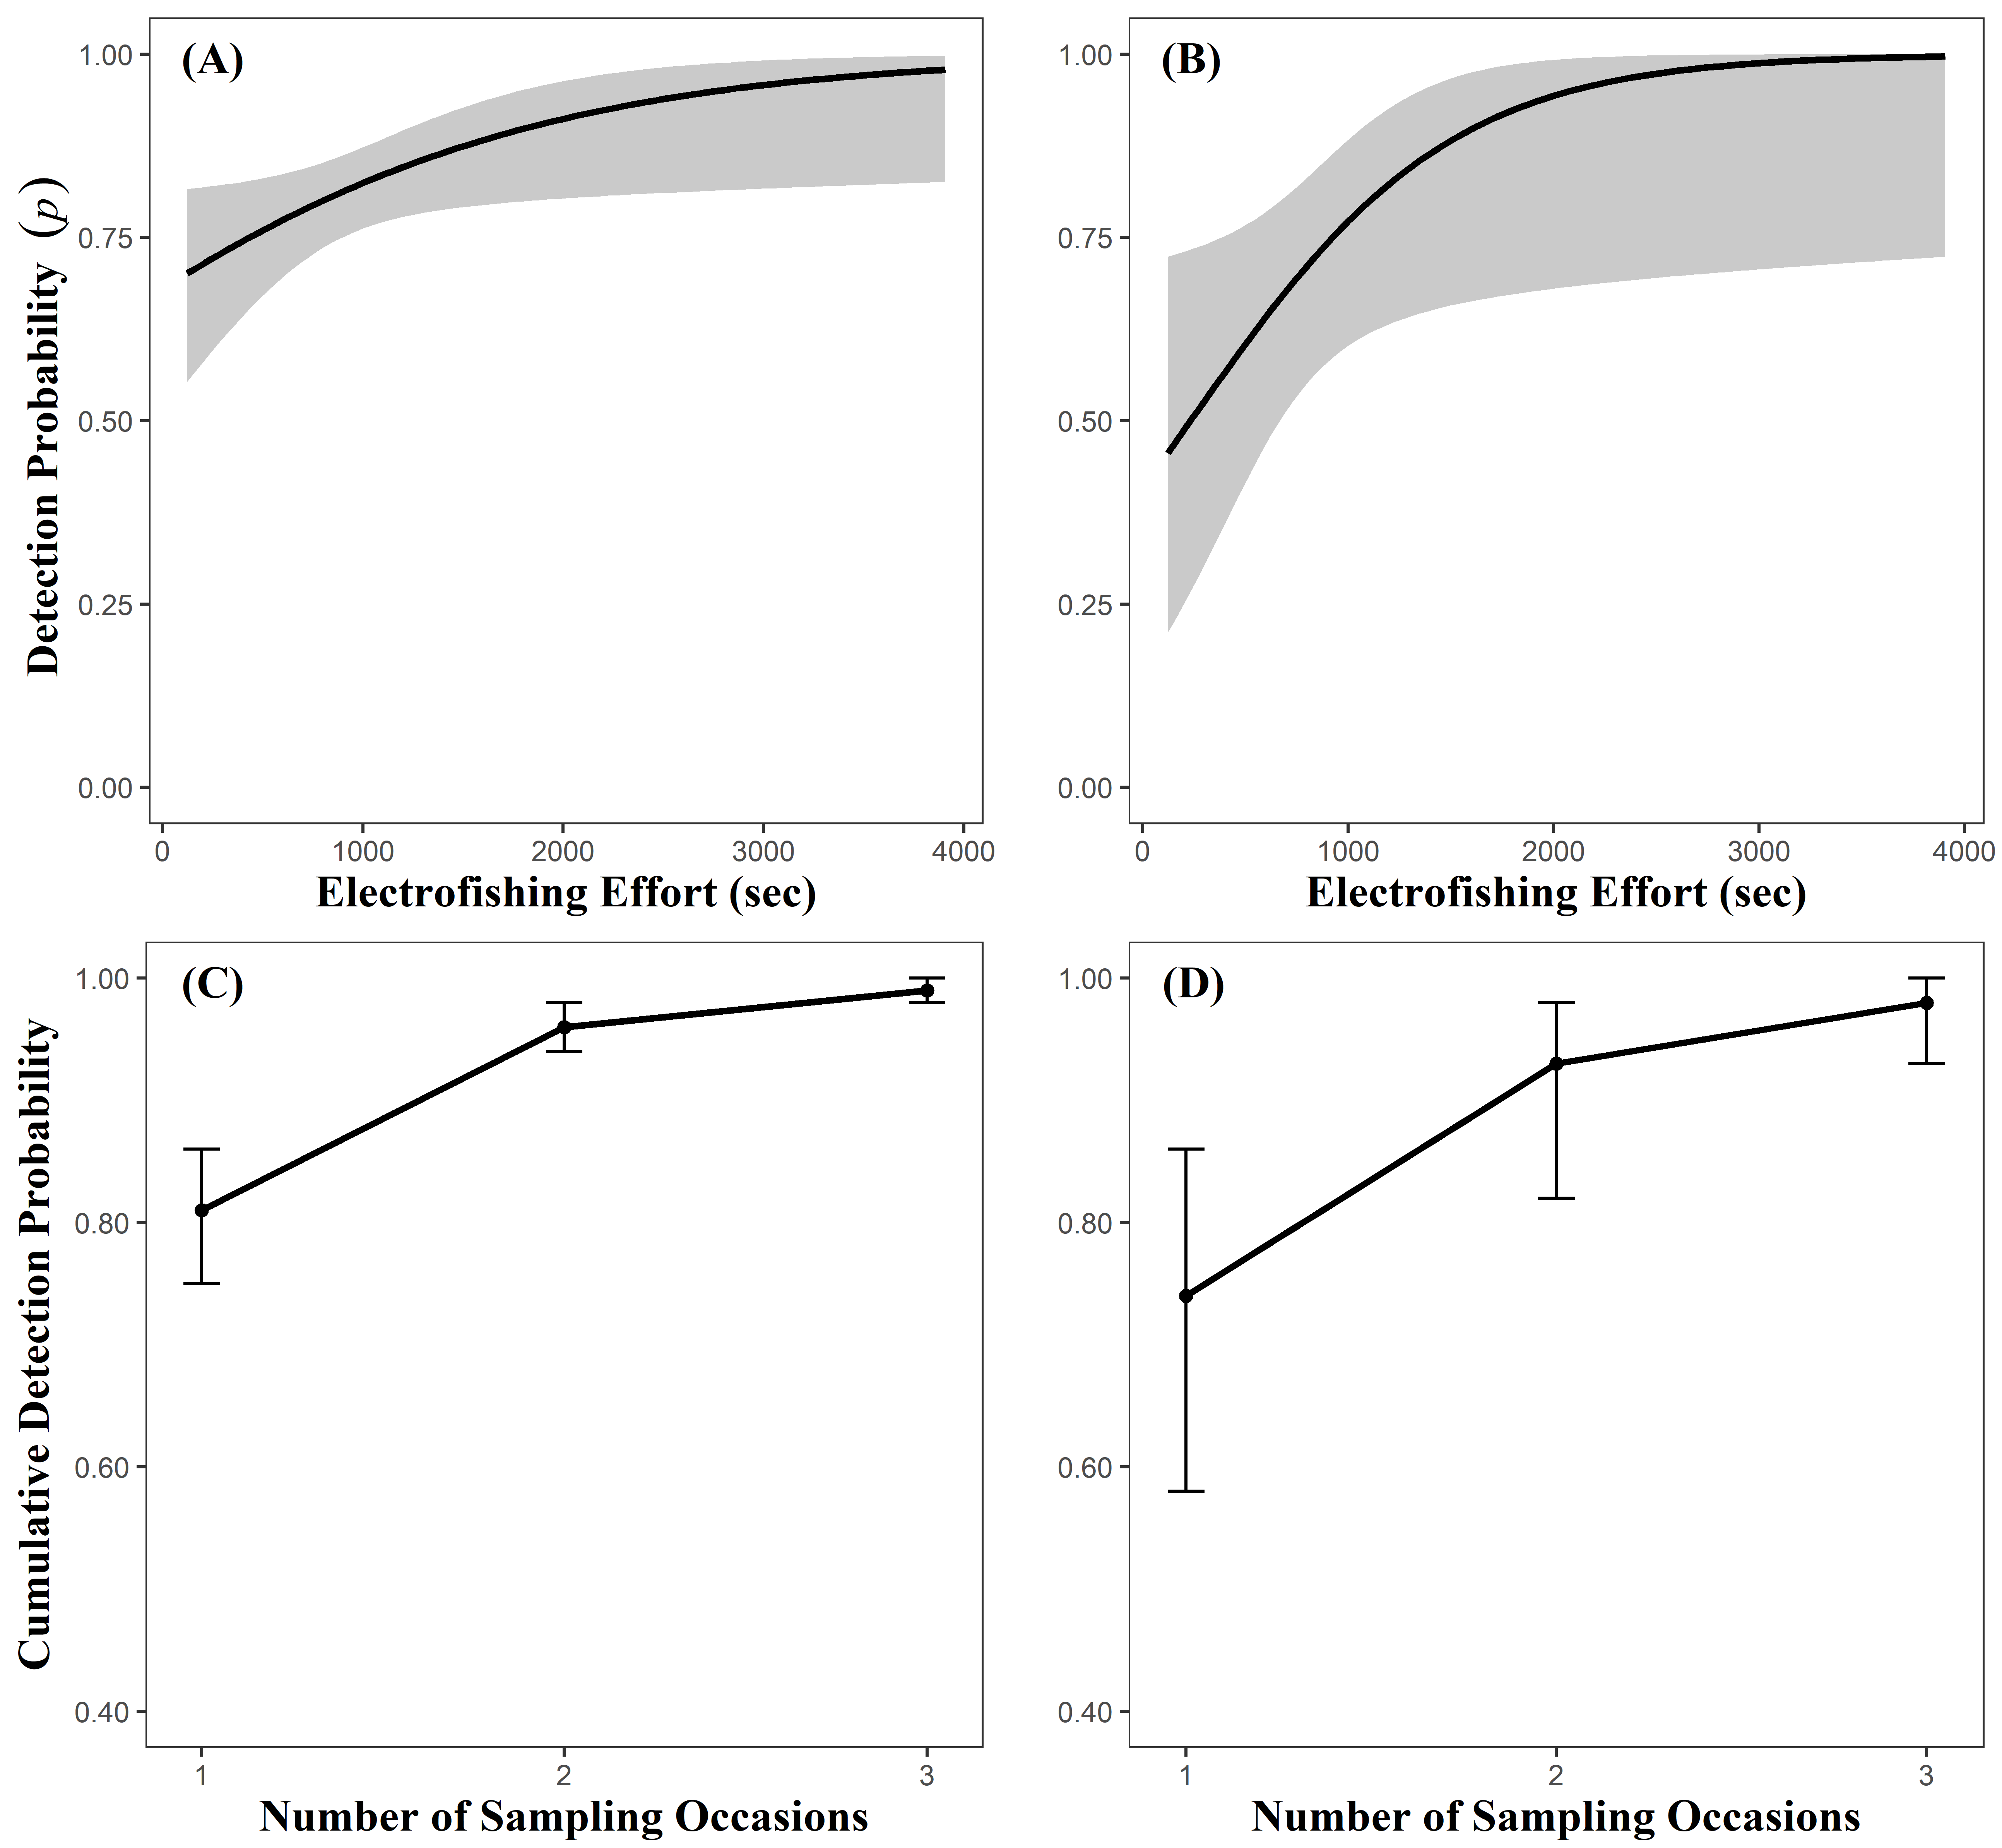 (A)
(B)
Detection Probability (p)
1.00
0.75
0.50
0.25
0.00
1.00
0.75
0.50
0.25
0.00
0 1000 2000 3000 4000
0 1000 2000 3000 4000
Electrofishing Effort (sec)
Electrofishing Effort (sec)
(C)
(D)
Cumulative Detection Probability
1.00
0.80
0.60
0.40
1.00
0.80
0.60
0.40
1 2 3
1 2 3
Number of Sampling Occasions
Number of Sampling Occasions